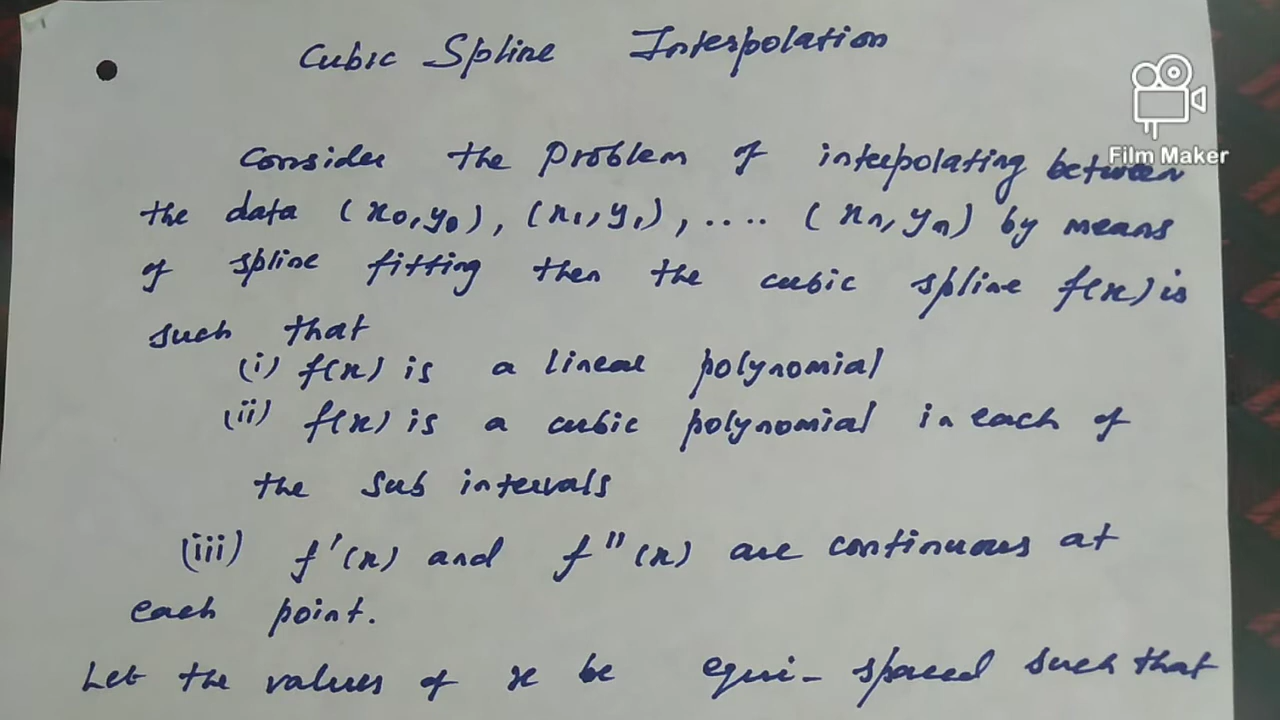 Cubic Spline Interpolation
Film Maker
Consider the problem of interpolating between
the data (x₀, y₀), (x₁, y₁), .... (xₙ, yₙ) by means
of spline fitting then the cubic spline f(x) is
such that
(i) f(x) is a linear polynomial
(ii) f(x) is a cubic polynomial in each of
the sub intervals
(iii) f'(x) and f"(x) are continuous at
each point.
Let the values of x be equi-spaced such that